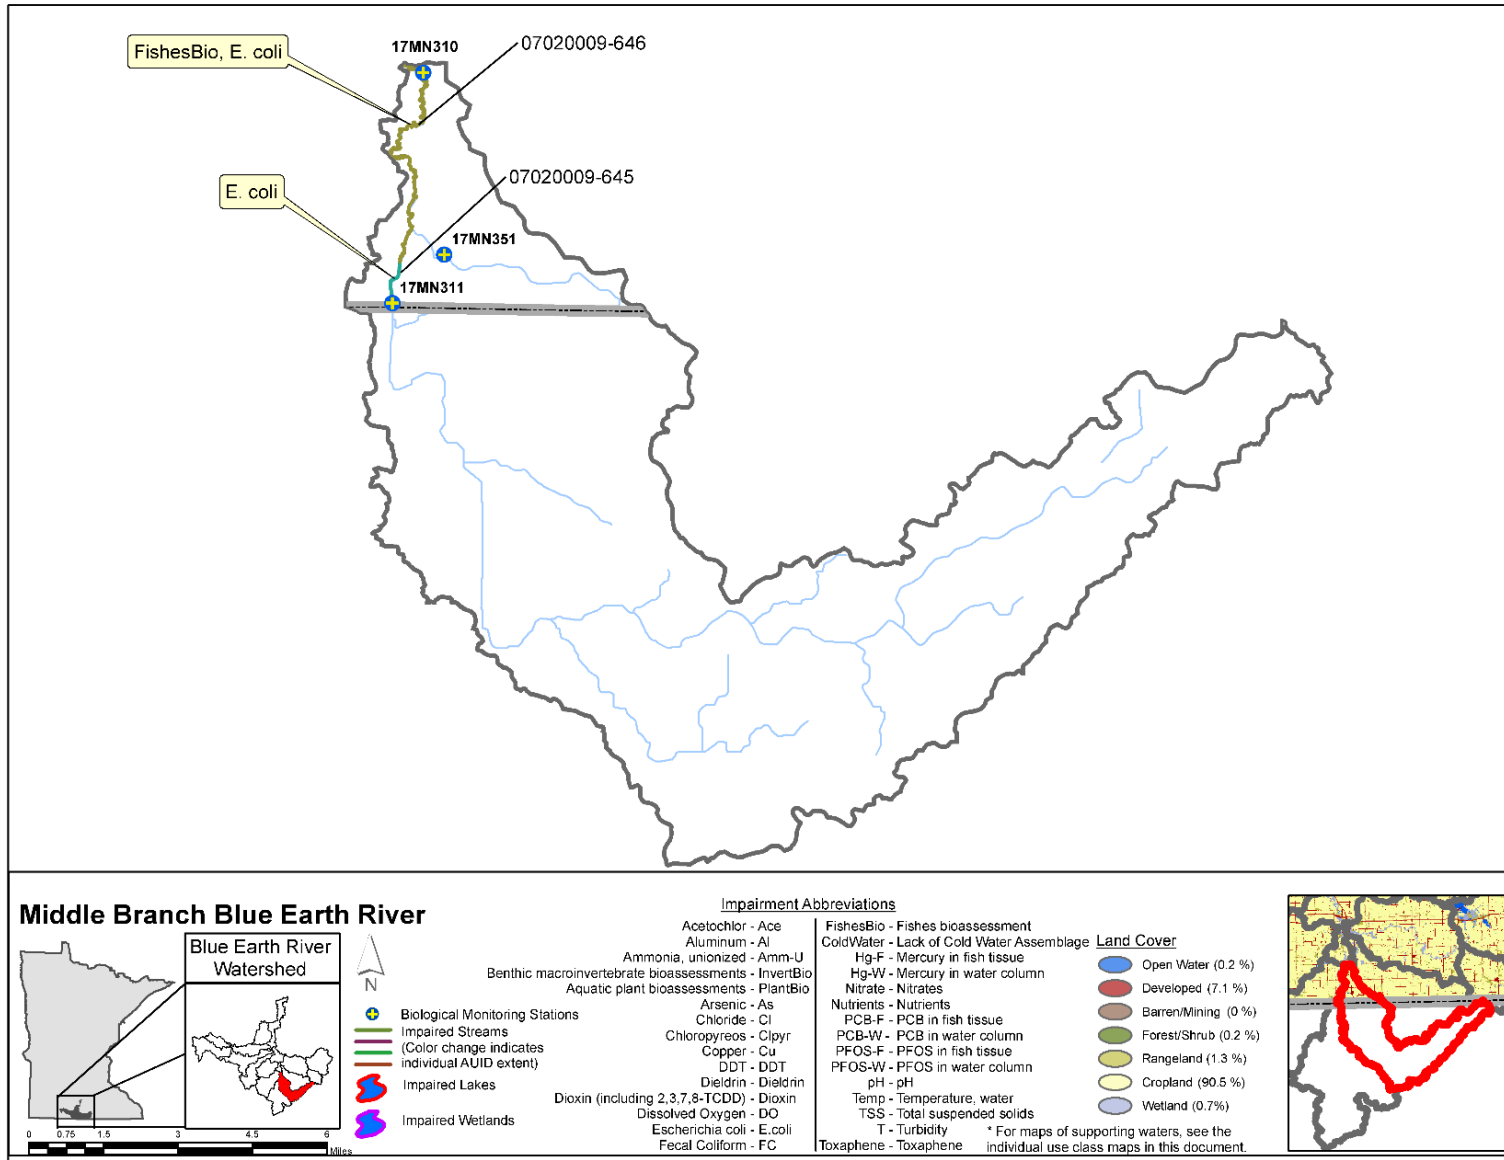 17MN310
07020009-646
FishesBio, E. coli
07020009-645
E. coli
17MN351
17MN311
Middle Branch Blue Earth River
Blue Earth River
Watershed
N
Biological Monitoring Stations
Impaired Streams
(Color change indicates
individual AUID extent)
Impaired Lakes
Impaired Wetlands
0 0.75 1.5 3 4.5 6
Miles
Impairment Abbreviations
Acetochlor - Ace
Aluminum - Al
Ammonia, unionized - Amm-U
Benthic macroinvertebrate bioassessments - InvertBio
Aquatic plant bioassessments - PlantBio
Arsenic - As
Chloride - Cl
Chloropyreos - Clpyr
Copper - Cu
DDT - DDT
Dieldrin - Dieldrin
Dioxin (including 2,3,7,8-TCDD) - Dioxin
Dissolved Oxygen - DO
Escherichia coli - E.coli
Fecal Coliform - FC
FishesBio - Fishes bioassessment
ColdWater - Lack of Cold Water Assemblage
Hg-F - Mercury in fish tissue
Hg-W - Mercury in water column
Nitrate - Nitrates
Nutrients - Nutrients
PCB-F - PCB in fish tissue
PCB-W - PCB in water column
PFOS-F - PFOS in fish tissue
PFOS-W - PFOS in water column
pH - pH
Temp - Temperature, water
TSS - Total suspended solids
T - Turbidity
Toxaphene - Toxaphene
* For maps of supporting waters, see the
individual use class maps in this document.
Land Cover
Open Water (0.2 %)
Developed (7.1 %)
Barren/Mining (0 %)
Forest/Shrub (0.2 %)
Rangeland (1.3 %)
Cropland (90.5 %)
Wetland (0.7%)